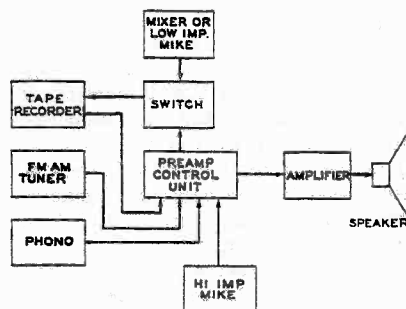 MIXER OR
LOW IMP.
MIKE
TAPE
RECORDER
SWITCH
FM-AM
TUNER
PREAMP
CONTROL
UNIT
AMPLIFIER
SPEAKER
PHONO
HI IMP
MIKE